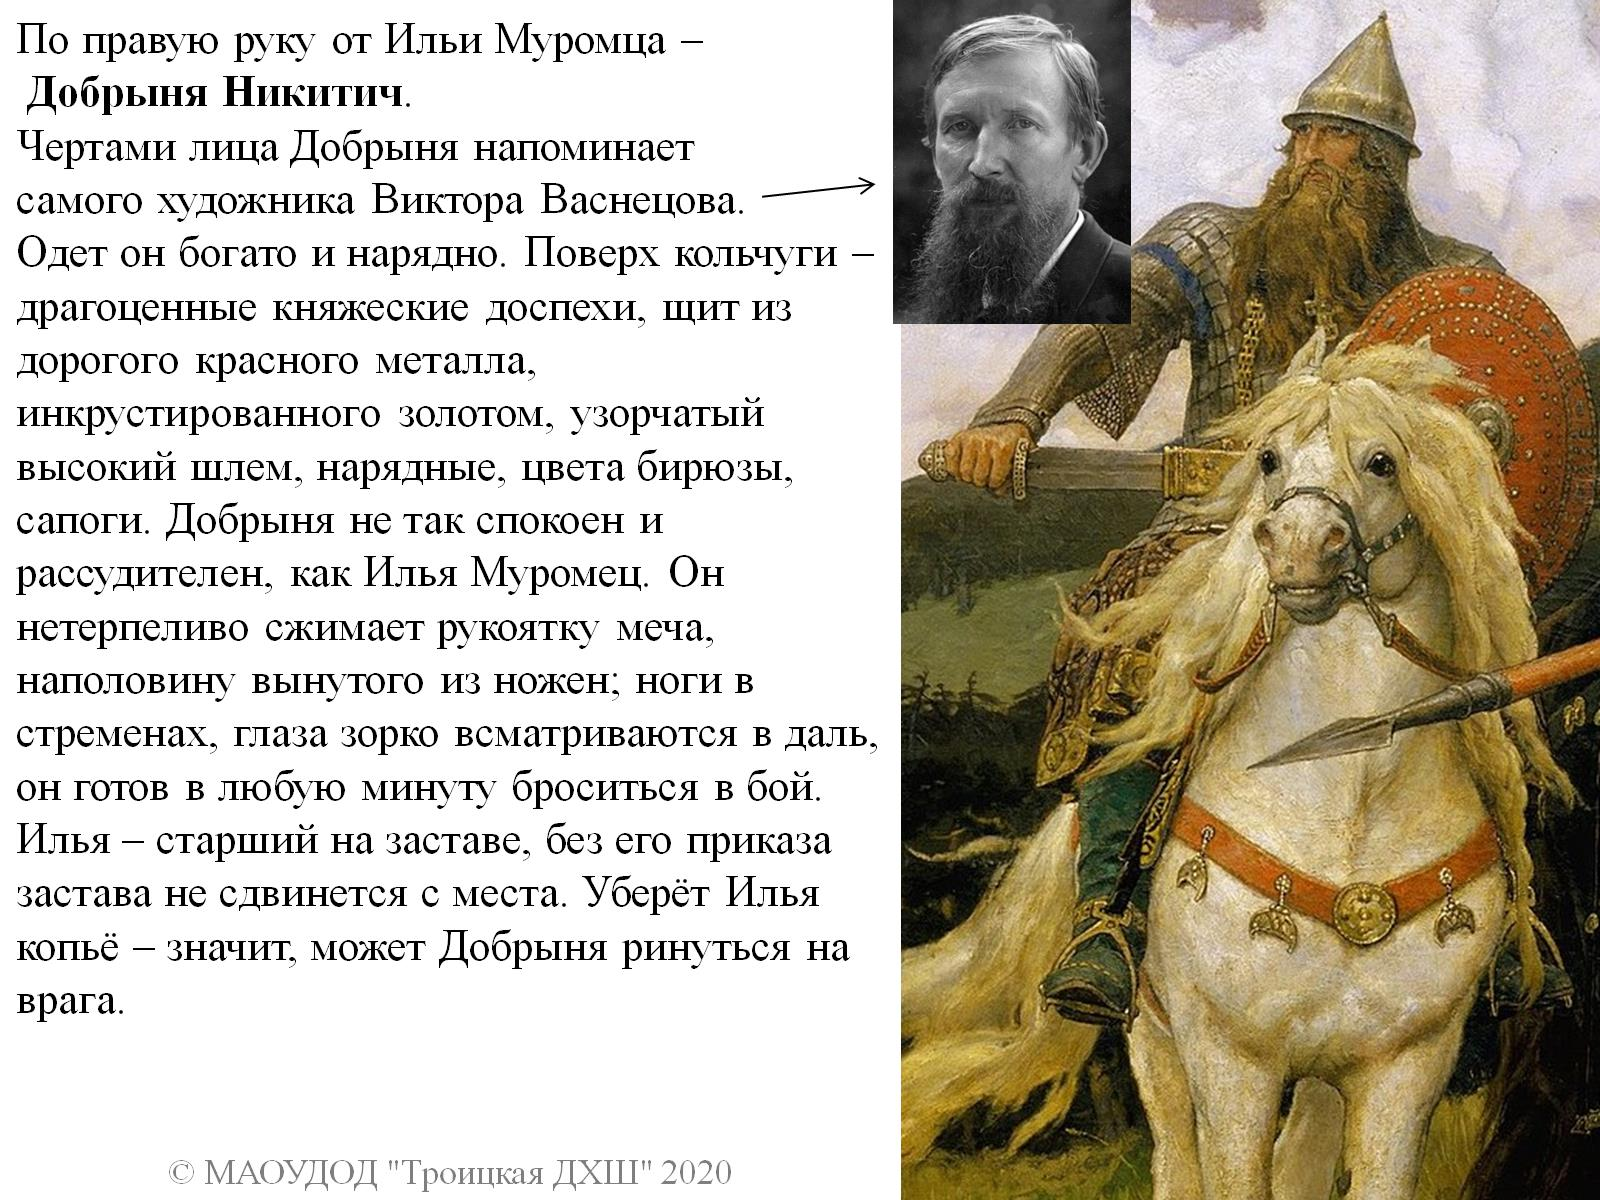 По правую руку от Ильи Муромца –
Добрыня Никитич.
Чертами лица Добрыня напоминает
самого художника Виктора Васнецова.
Одет он богато и нарядно. Поверх кольчуги –
драгоценные княжеские доспехи, щит из
дорогого красного металла,
инкрустированного золотом, узорчатый
высокий шлем, нарядные, цвета бирюзы,
сапоги. Добрыня не так спокоен и
рассудителен, как Илья Муромец. Он
нетерпеливо сжимает рукоятку меча,
наполовину вынутого из ножен; ноги в
стременах, глаза зорко всматриваются в даль,
он готов в любую минуту броситься в бой.
Илья – старший на заставе, без его приказа
застава не сдвинется с места. Уберёт Илья
копьё – значит, может Добрыня ринуться на
врага.
© МАОУДОД "Троицкая ДХШ" 2020